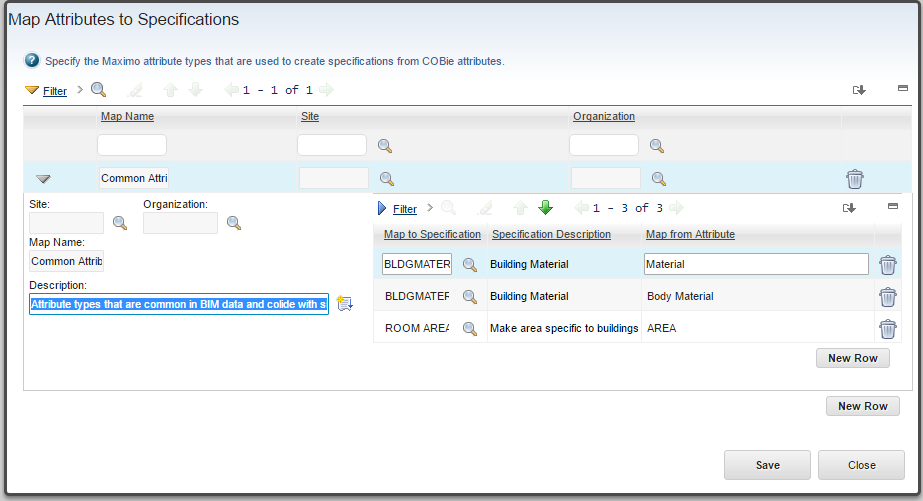 Map Attributes to Specifications
? Specify the Maximo attribute types that are used to create specifications from COBie attributes.
Filter > 1 - 1 of 1
Map Name Site Organization
Common Attri
Site: Organization:
Map Name:
Common Attrib
Description:
Attribute types that are common in BIM data and colide with s
Filter > 1 - 3 of 3
Map to Specification Specification Description Map from Attribute
BLDGMATER Building Material Material
BLDGMATER Building Material Body Material
ROOM AREA Make area specific to buildings AREA
New Row
New Row
Save Close